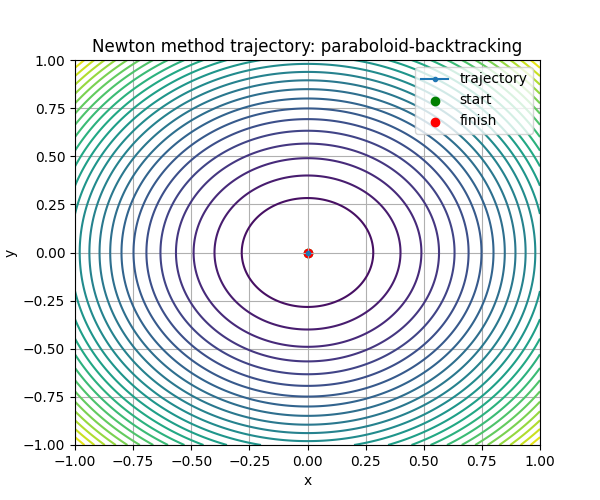 Newton method trajectory: paraboloid-backtracking
trajectory
start
finish
y
1.00
0.75
0.50
0.25
0.00
−0.25
−0.50
−0.75
−1.00
−1.00 −0.75 −0.50 −0.25 0.00 0.25 0.50 0.75 1.00
x